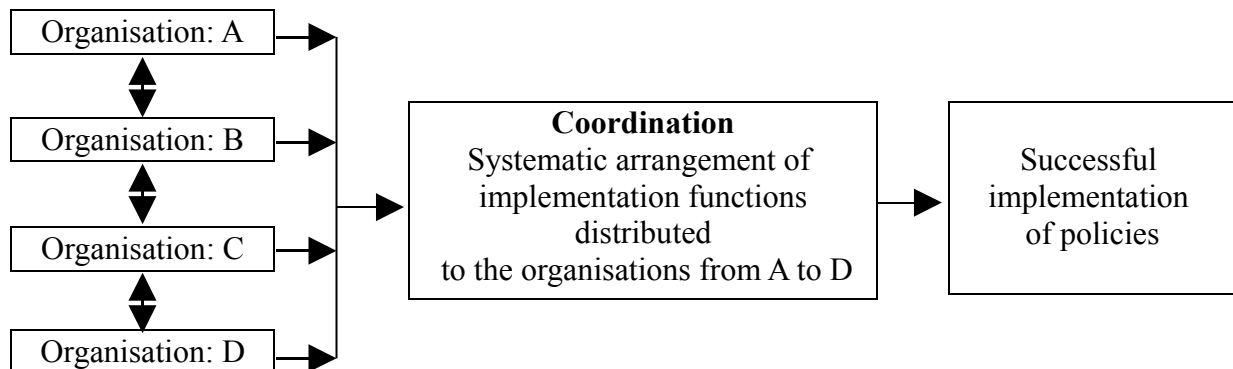 Organisation: A
Organisation: B
Organisation: C
Organisation: D
Coordination
Systematic arrangement of
implementation functions
distributed
to the organisations from A to D
Successful
implementation
of policies